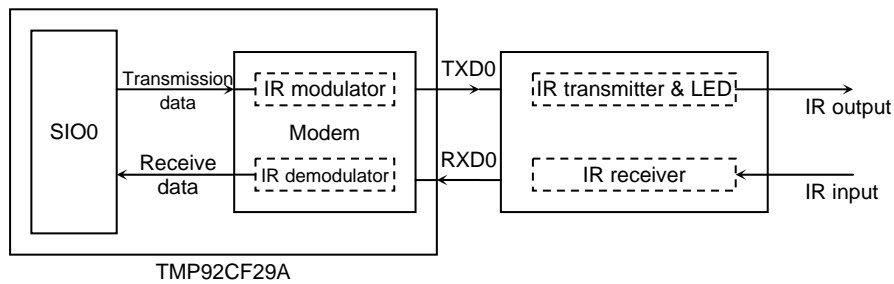 Transmission
data
SIO0
Receive
data
IR modulator
Modem
IR demodulator
TXD0
RXD0
IR transmitter & LED
IR receiver
IR output
IR input
TMP92CF29A